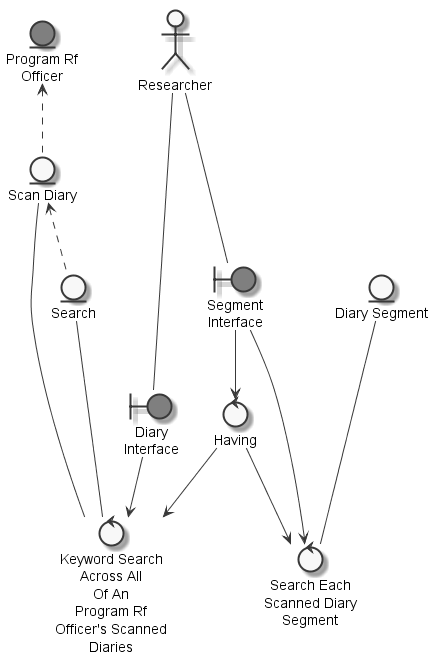 Program Rf
Officer
Researcher
Scan Diary
Search
Segment
Interface
Diary Segment
Diary
Interface
Having
Keyword Search
Across All
Of An
Program Rf
Officer's Scanned
Diaries
Search Each
Scanned Diary
Segment